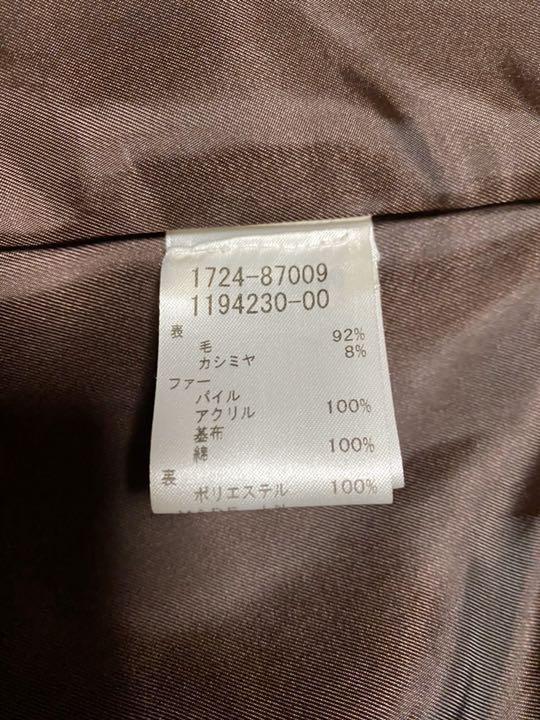 1724-87009
1194230-00
表
毛 92%
カシミヤ 8%
ファー
パイル
アクリル 100%
基布
綿 100%
裏
ポリエステル 100%